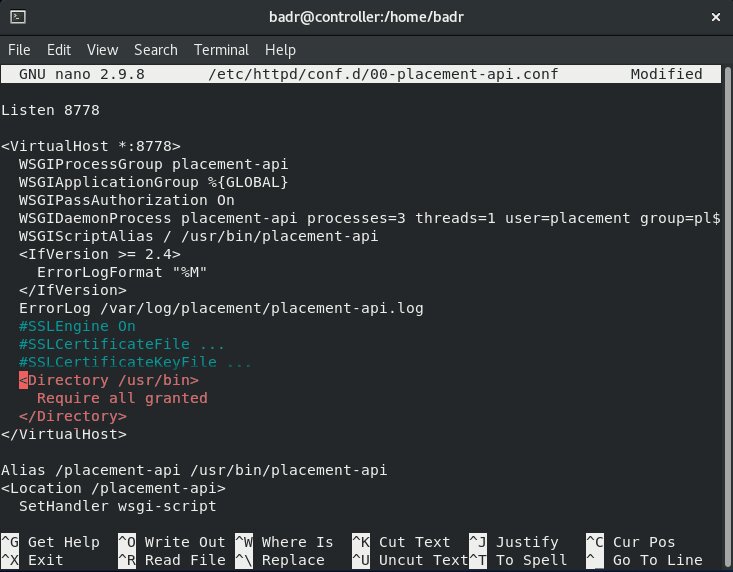 badr@controller:/home/badr ×
File Edit View Search Terminal Help
GNU nano 2.9.8 /etc/httpd/conf.d/00-placement-api.conf Modified
Listen 8778
<VirtualHost *:8778>
WSGIProcessGroup placement-api
WSGIApplicationGroup %{GLOBAL}
WSGIPassAuthorization On
WSGIDaemonProcess placement-api processes=3 threads=1 user=placement group=pl$
WSGIScriptAlias / /usr/bin/placement-api
<IfVersion >= 2.4>
ErrorLogFormat "%M"
</IfVersion>
ErrorLog /var/log/placement/placement-api.log
#SSLEngine On
#SSLCertificateFile ...
#SSLCertificateKeyFile ...
<Directory /usr/bin>
Require all granted
</Directory>
</VirtualHost>
Alias /placement-api /usr/bin/placement-api
<Location /placement-api>
SetHandler wsgi-script
^G Get Help ^O Write Out ^W Where Is ^K Cut Text ^J Justify ^C Cur Pos
^X Exit ^R Read File ^\ Replace ^U Uncut Text ^T To Spell ^_ Go To Line